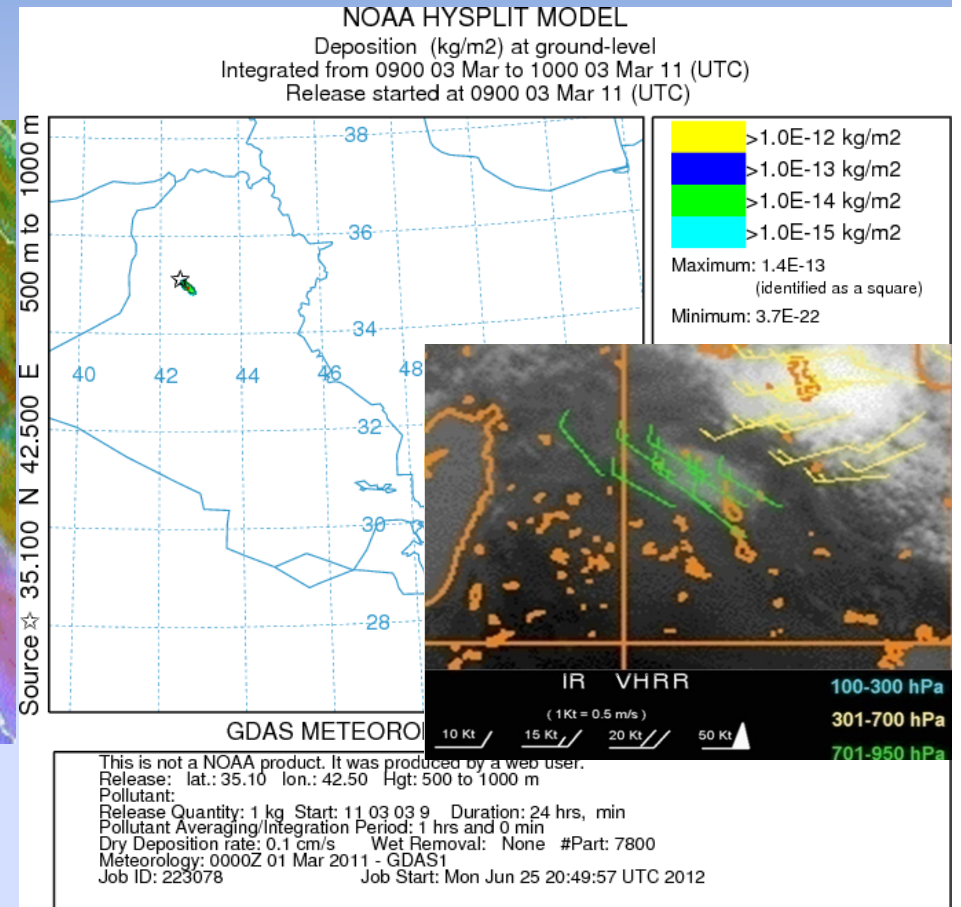 NOAA HYSPLIT MODEL
Deposition (kg/m2) at ground-level
Integrated from 0900 03 Mar to 1000 03 Mar 11 (UTC)
Release started at 0900 03 Mar 11 (UTC)
Source ☆ 35.100 N 42.500 E 500 m to 1000 m
38
36
34
40 42 44 46 48
32
30
28
>1.0E-12 kg/m2
>1.0E-13 kg/m2
>1.0E-14 kg/m2
>1.0E-15 kg/m2
Maximum: 1.4E-13
(identified as a square)
Minimum: 3.7E-22
IR VHRR
( 1Kt = 0.5 m/s )
10 Kt 15 Kt 20 Kt 50 Kt
100-300 hPa
301-700 hPa
701-950 hPa
GDAS METEORO
This is not a NOAA product. It was produced by a web user.
Release: lat.: 35.10 lon.: 42.50 Hgt: 500 to 1000 m
Pollutant:
Release Quantity: 1 kg Start: 11 03 03 9 Duration: 24 hrs, min
Pollutant Averaging/Integration Period: 1 hrs and 0 min
Dry Deposition rate: 0.1 cm/s Wet Removal: None #Part: 7800
Meteorology: 0000Z 01 Mar 2011 - GDAS1
Job ID: 223078 Job Start: Mon Jun 25 20:49:57 UTC 2012